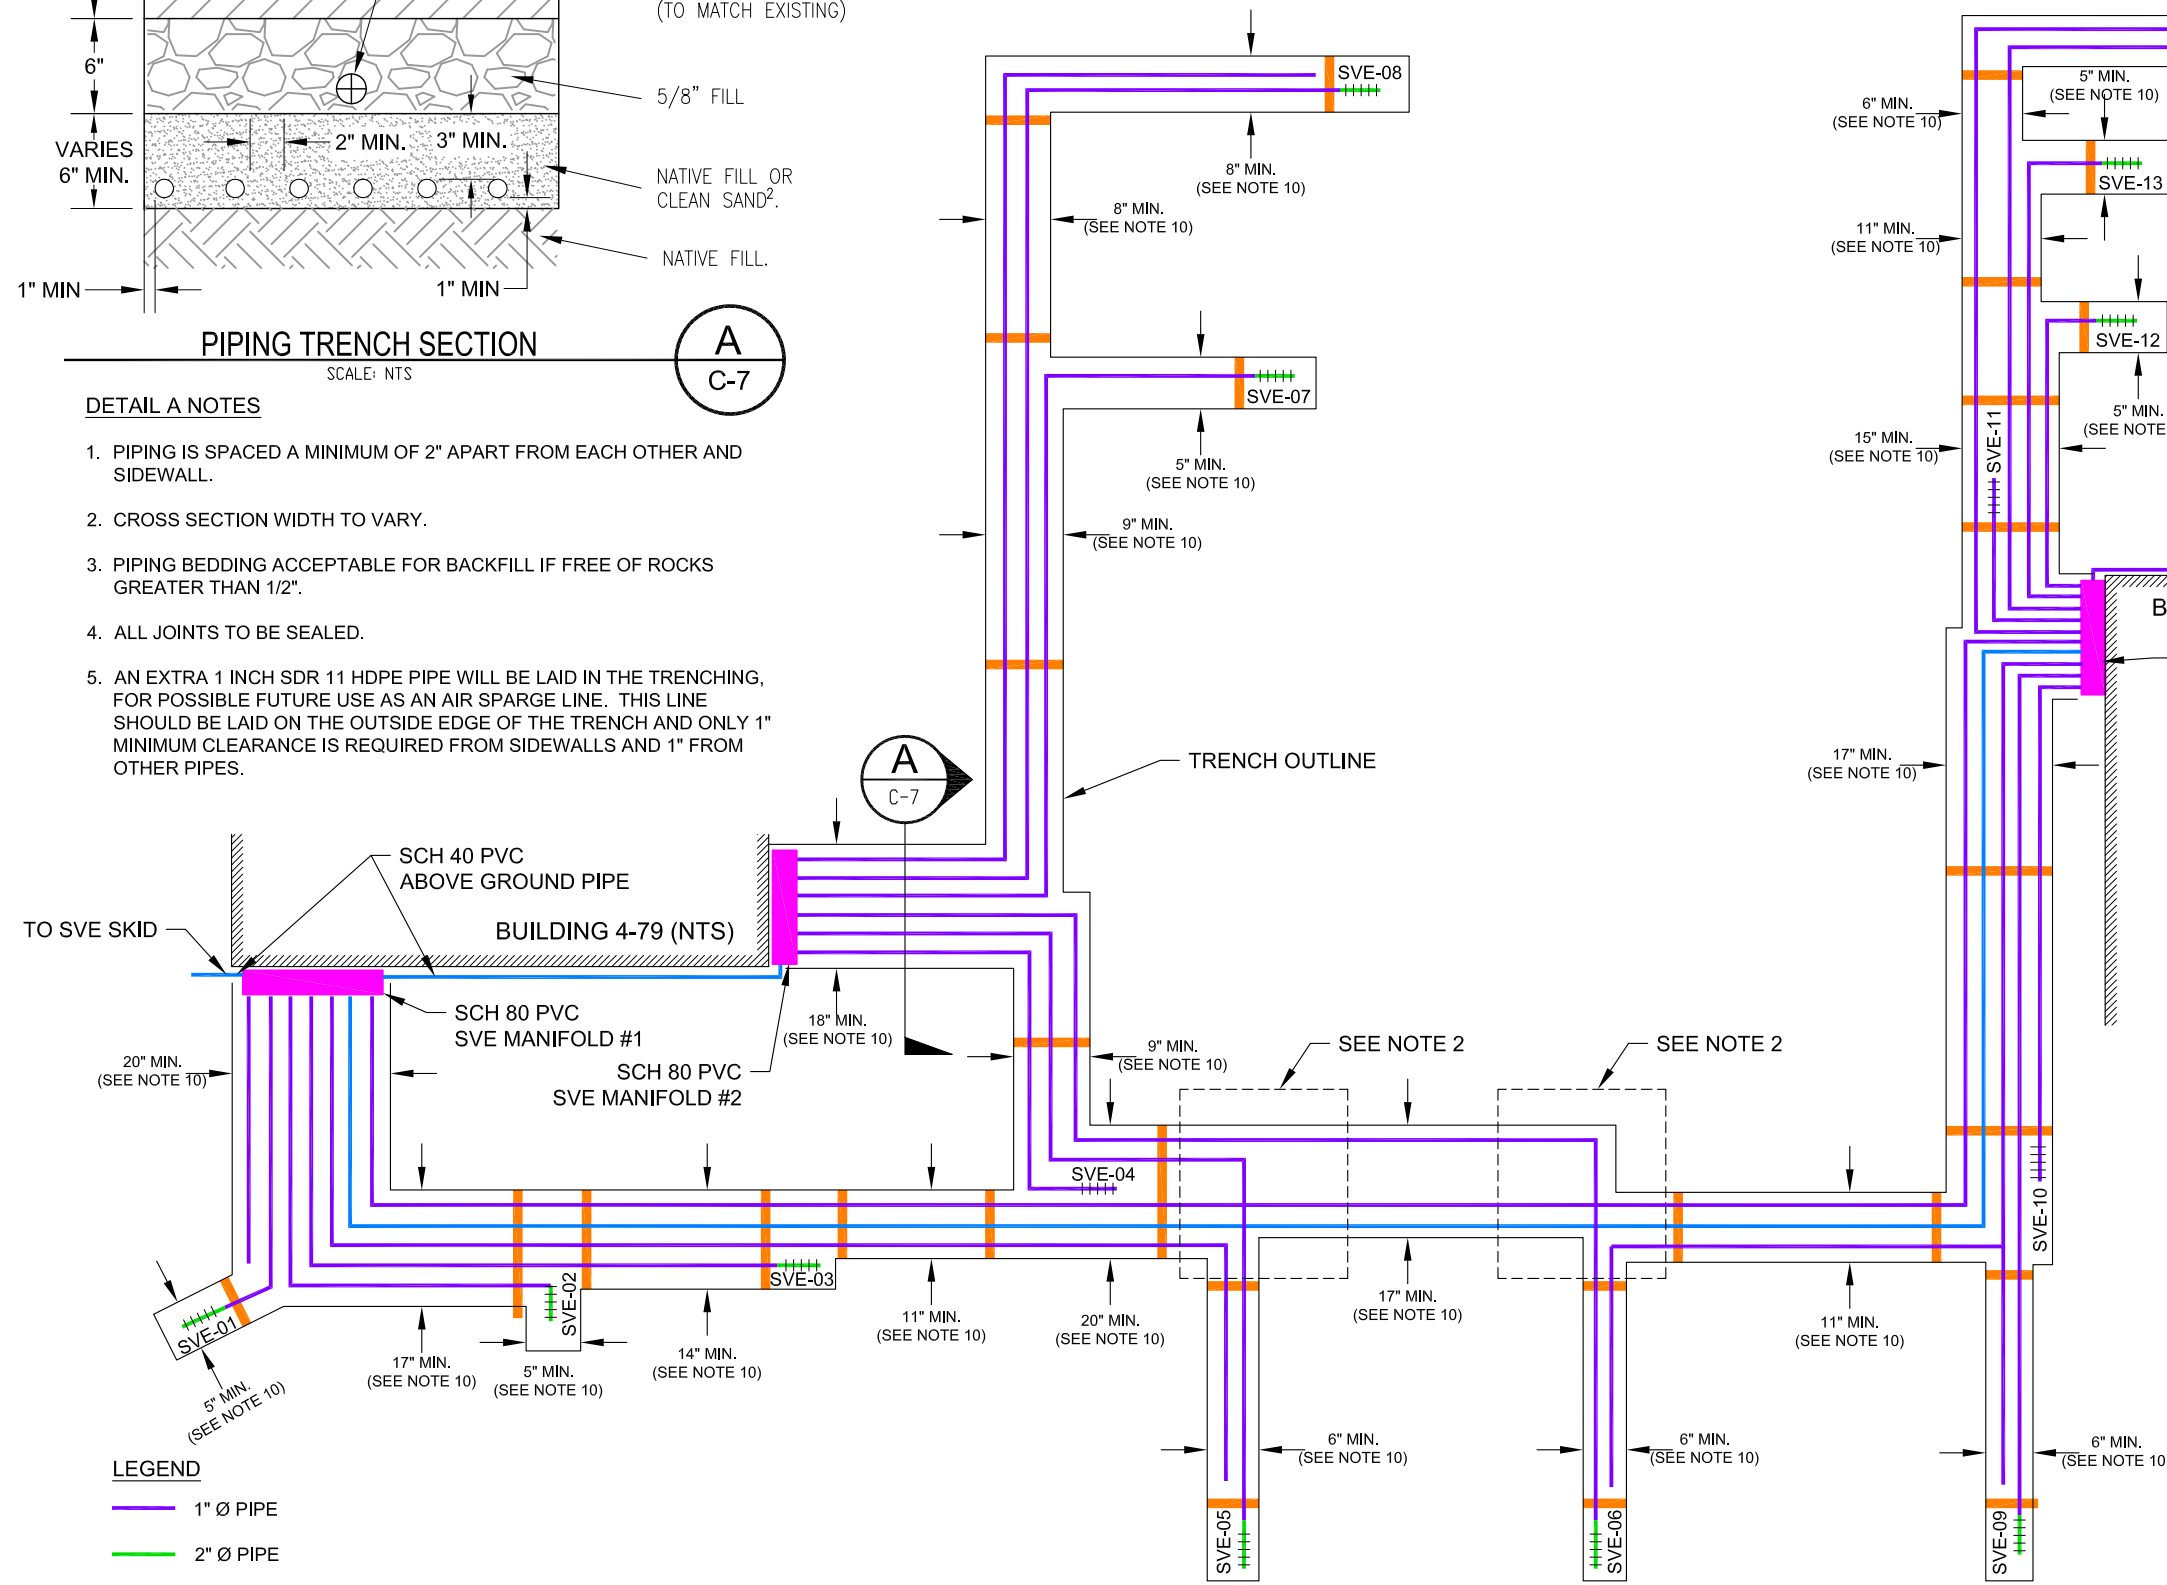 (TO MATCH EXISTING)
6"
5/8" FILL
VARIES
6" MIN.
2" MIN.
3" MIN.
NATIVE FILL OR
CLEAN SAND².
NATIVE FILL.
1" MIN
1" MIN
PIPING TRENCH SECTION
SCALE: NTS
A
C-7
DETAIL A NOTES
1. PIPING IS SPACED A MINIMUM OF 2" APART FROM EACH OTHER AND
SIDEWALL.
2. CROSS SECTION WIDTH TO VARY.
3. PIPING BEDDING ACCEPTABLE FOR BACKFILL IF FREE OF ROCKS
GREATER THAN 1/2".
4. ALL JOINTS TO BE SEALED.
5. AN EXTRA 1 INCH SDR 11 HDPE PIPE WILL BE LAID IN THE TRENCHING,
FOR POSSIBLE FUTURE USE AS AN AIR SPARGE LINE. THIS LINE
SHOULD BE LAID ON THE OUTSIDE EDGE OF THE TRENCH AND ONLY 1"
MINIMUM CLEARANCE IS REQUIRED FROM SIDEWALLS AND 1" FROM
OTHER PIPES.
SVE-08
8" MIN.
(SEE NOTE 10)
8" MIN.
(SEE NOTE 10)
SVE-07
5" MIN.
(SEE NOTE 10)
9" MIN.
(SEE NOTE 10)
TRENCH OUTLINE
A
C-7
5" MIN.
(SEE NOTE 10)
6" MIN.
(SEE NOTE 10)
SVE-13
11" MIN.
(SEE NOTE 10)
SVE-12
5" MIN.
(SEE NOTE
SVE-11
15" MIN.
(SEE NOTE 10)
B
17" MIN.
(SEE NOTE 10)
SCH 40 PVC
ABOVE GROUND PIPE
TO SVE SKID
BUILDING 4-79 (NTS)
SCH 80 PVC
SVE MANIFOLD #1
18" MIN.
(SEE NOTE 10)
SCH 80 PVC
SVE MANIFOLD #2
20" MIN.
(SEE NOTE 10)
9" MIN.
(SEE NOTE 10)
SEE NOTE 2
SEE NOTE 2
SVE-04
SVE-10
SVE-03
SVE-02
SVE-01
5" MIN.
(SEE NOTE 10)
17" MIN.
(SEE NOTE 10)
5" MIN.
(SEE NOTE 10)
14" MIN.
(SEE NOTE 10)
11" MIN.
(SEE NOTE 10)
20" MIN.
(SEE NOTE 10)
17" MIN.
(SEE NOTE 10)
11" MIN.
(SEE NOTE 10)
6" MIN.
(SEE NOTE 10)
6" MIN.
(SEE NOTE 10)
6" MIN.
(SEE NOTE 10
SVE-05
SVE-06
SVE-09
LEGEND
1" Ø PIPE
2" Ø PIPE